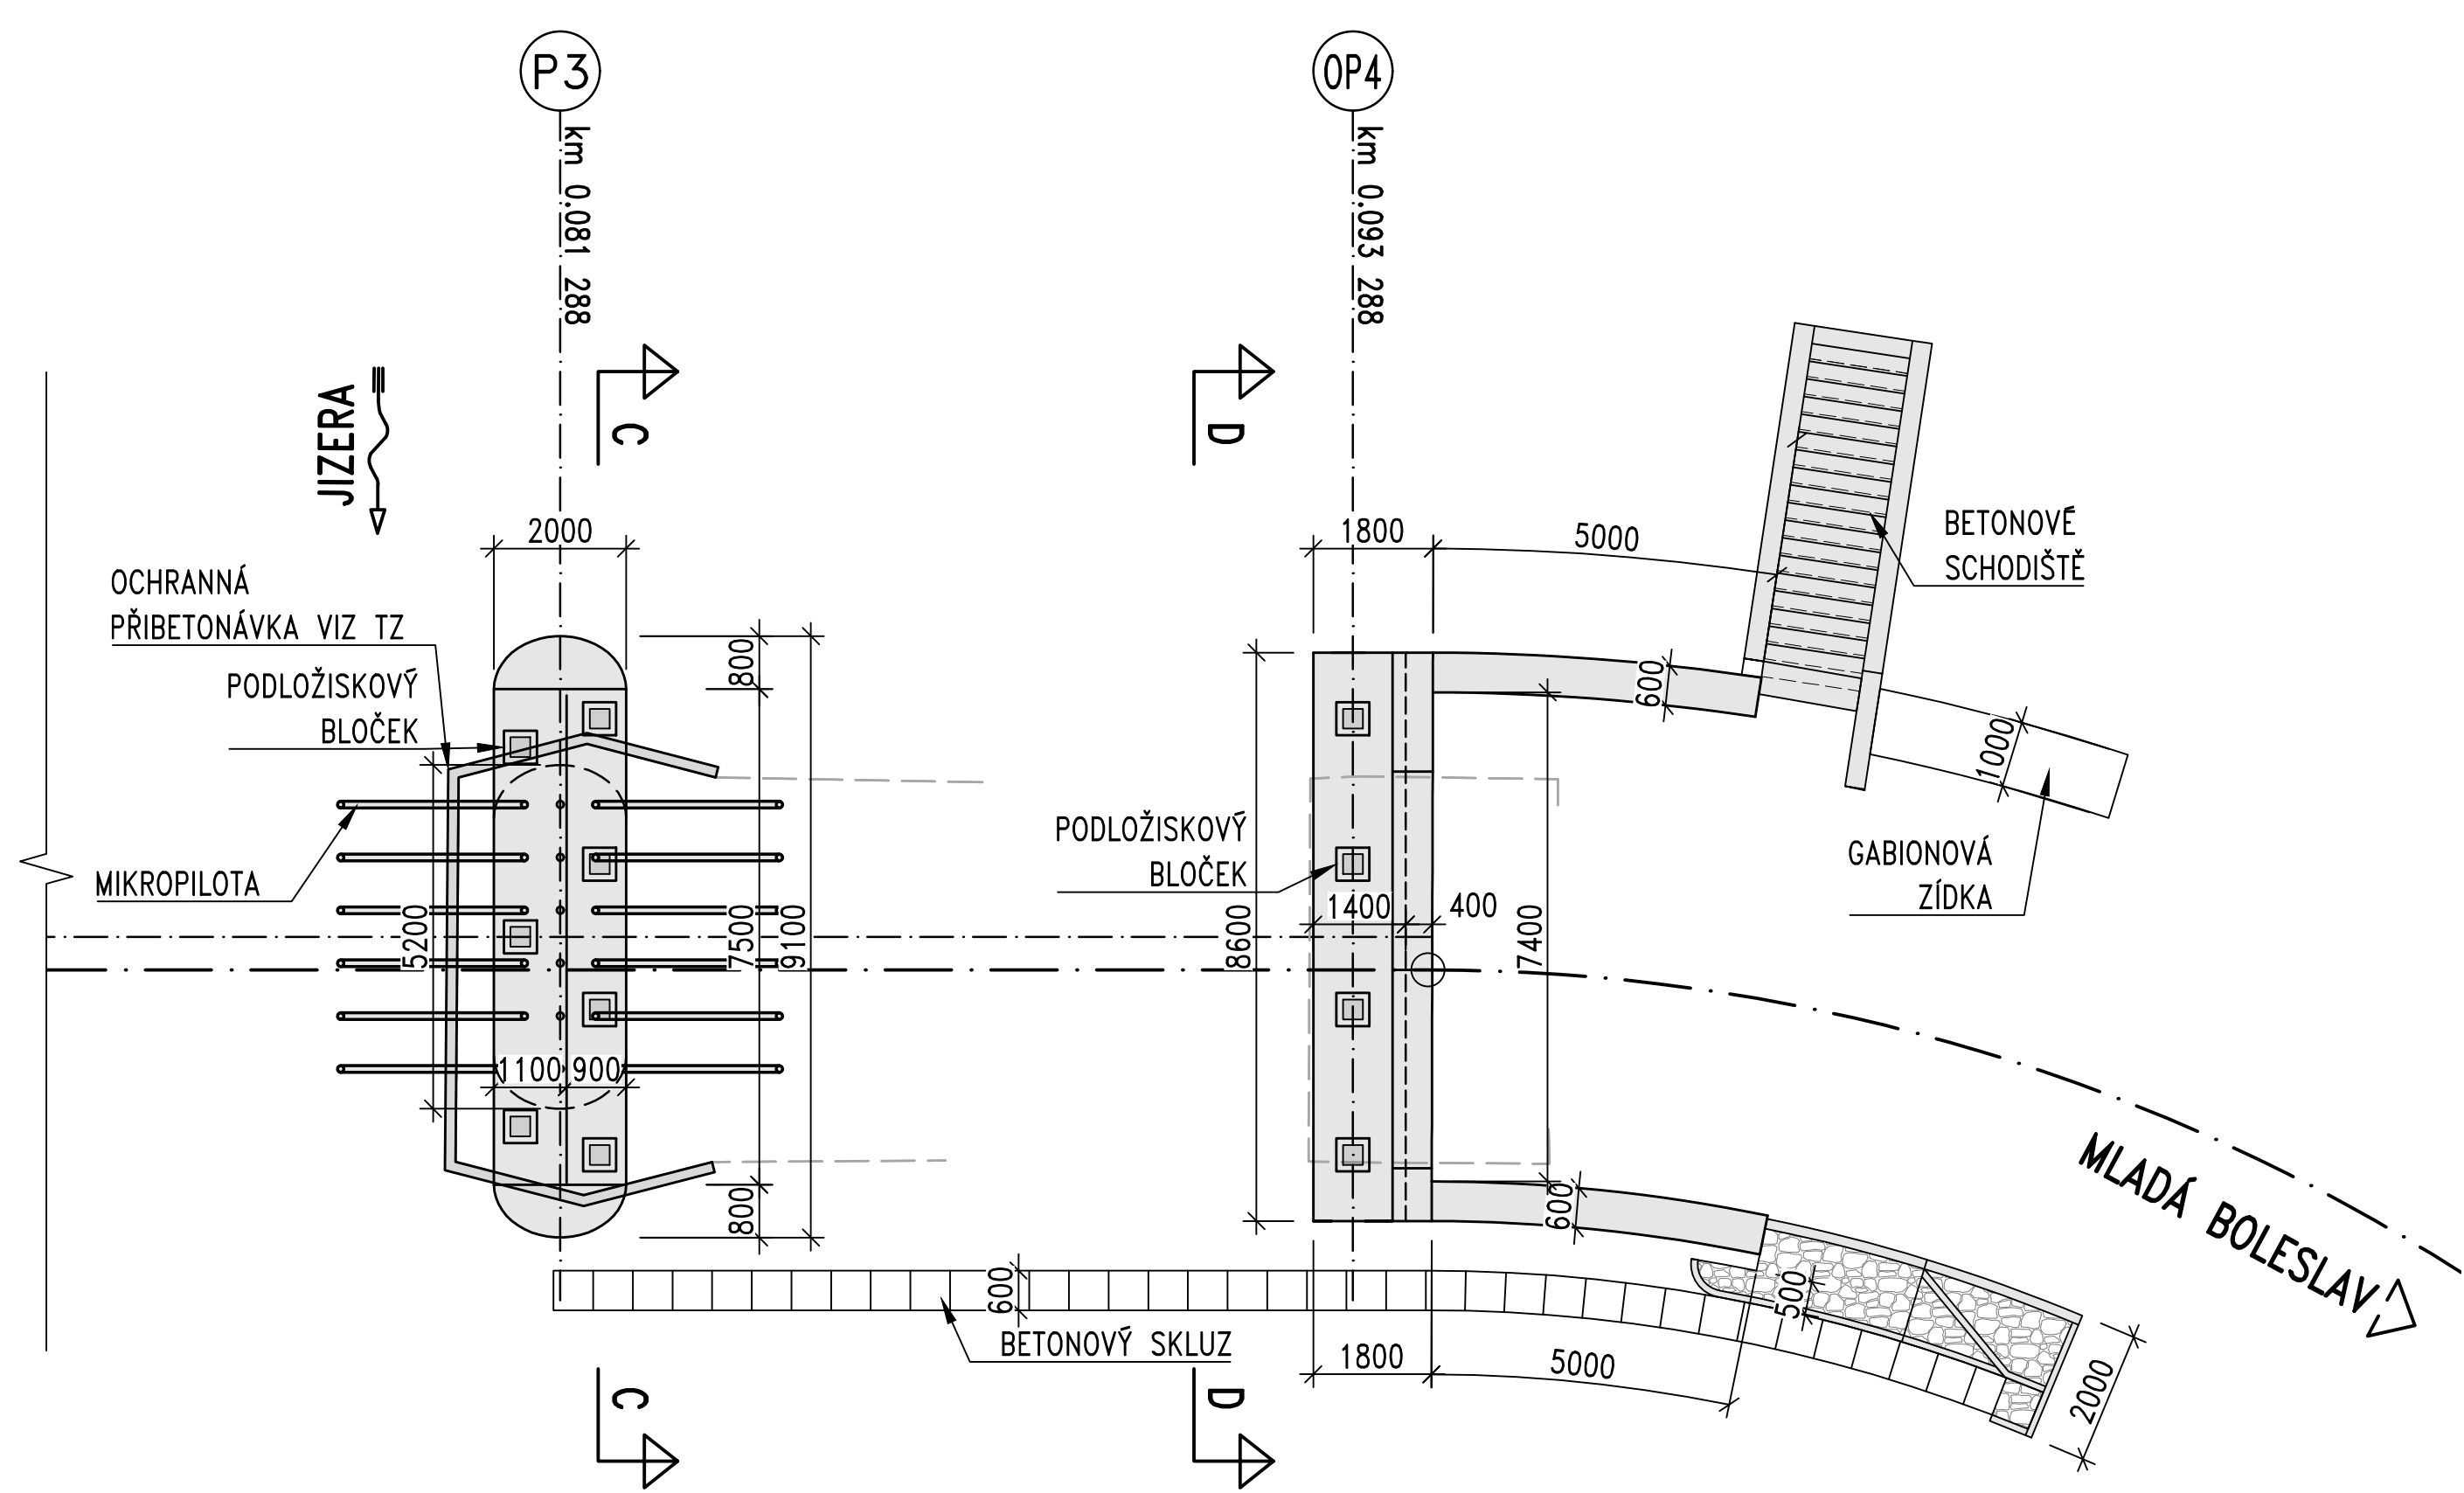 P3
OP4
km 0.081 288
km 0.093 288
JIZERA
C
D
2000
1800
5000
BETONOVÉ
SCHODIŠTĚ
OCHRANNÁ
PŘIBETONÁVKA VIZ TZ
PODLOŽISKOVÝ
BLOČEK
MIKROPILOTA
800
600
1000
PODLOŽISKOVÝ
BLOČEK
GABIONOVÁ
ZÍDKA
5200
7500
9100
8600
1400
400
7400
1100
900
800
600
MLADÁ BOLESLAV
600
500
BETONOVÝ SKLUZ
1800
5000
2000
C
D